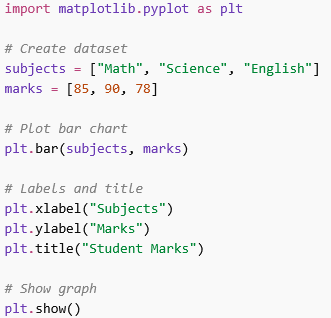 import matplotlib.pyplot as plt
# Create dataset
subjects = ["Math", "Science", "English"]
marks = [85, 90, 78]
# Plot bar chart
plt.bar(subjects, marks)
# Labels and title
plt.xlabel("Subjects")
plt.ylabel("Marks")
plt.title("Student Marks")
# Show graph
plt.show()